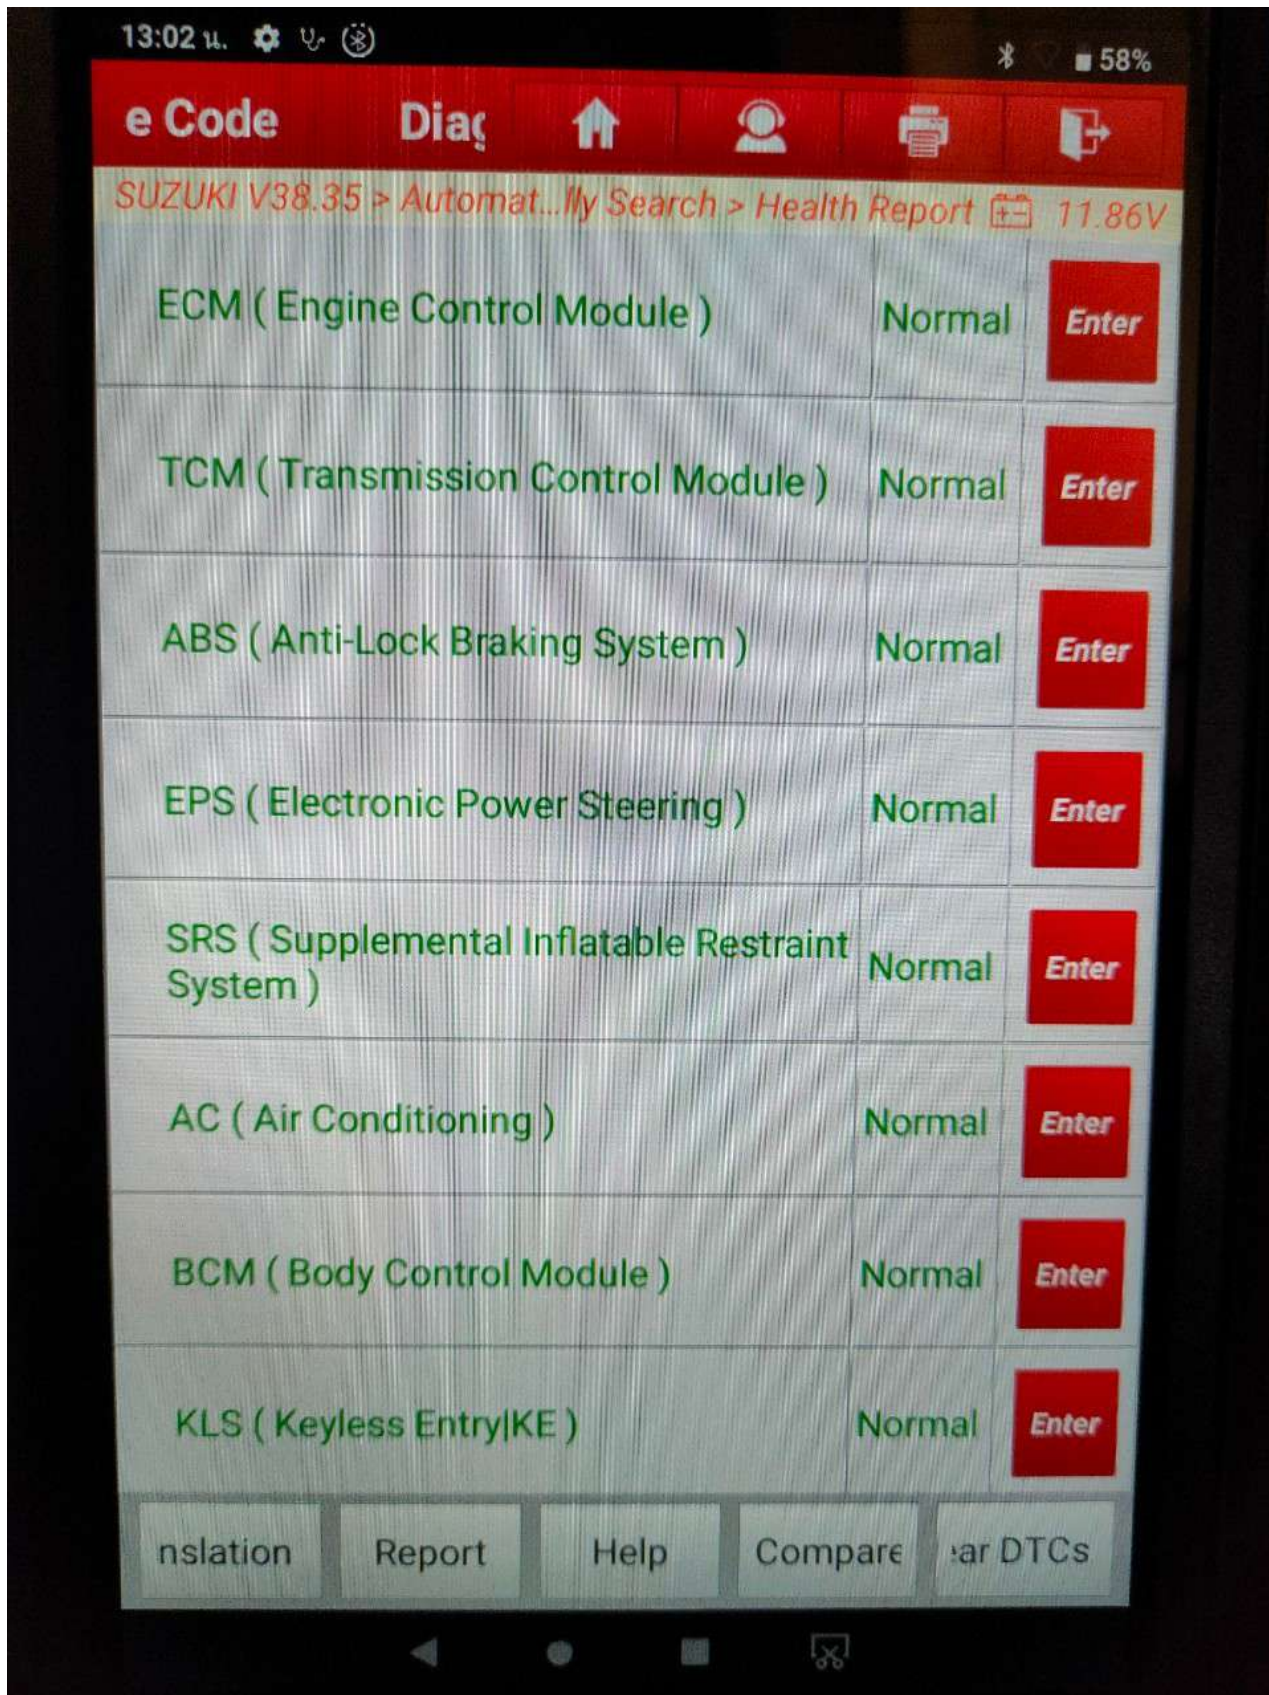 13:02 น.
58%
e Code
Diag
SUZUKI V38.35 > Automat...lly Search > Health Report
11.86V
ECM ( Engine Control Module )
Normal
Enter
TCM ( Transmission Control Module )
Normal
Enter
ABS ( Anti-Lock Braking System )
Normal
Enter
EPS ( Electronic Power Steering )
Normal
Enter
SRS ( Supplemental Inflatable Restraint
System )
Normal
Enter
AC ( Air Conditioning )
Normal
Enter
BCM ( Body Control Module )
Normal
Enter
KLS ( Keyless Entry|KE )
Normal
Enter
nslation
Report
Help
Compare
ar DTCs